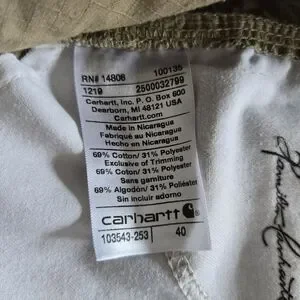 RN# 14806 100135
1219 2500032799
Carhartt, Inc. P.O. Box 600
Dearborn, MI 48121 USA
Carhartt.com
Made in Nicaragua
Fabriqué au Nicaragua
Hecho en Nicaragua
69% Cotton/ 31% Polyester
Exclusive of Trimming
69% Coton/ 31% Polyester
Sans garniture
69% Algodón/ 31% Poliéster
Sin incluir adorno
carhartt
103543-253 40